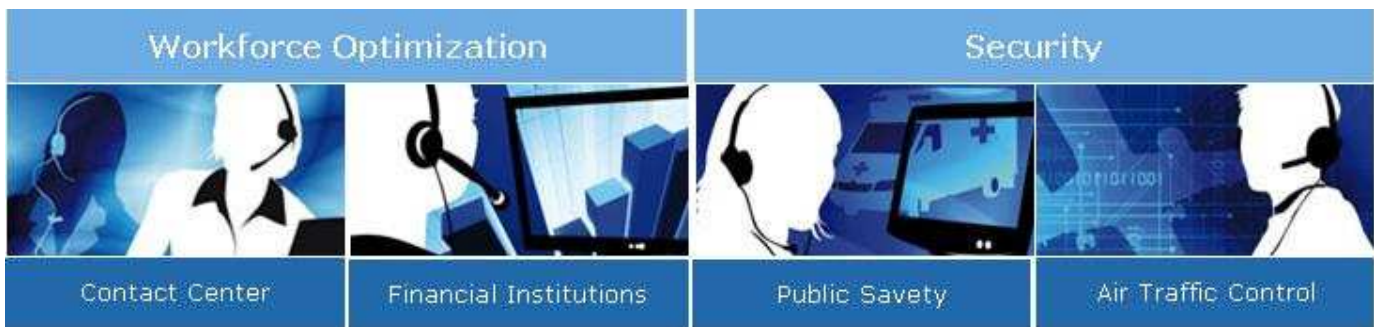 Workforce Optimization
Security
Contact Center
Financial Institutions
Public Savety
Air Traffic Control